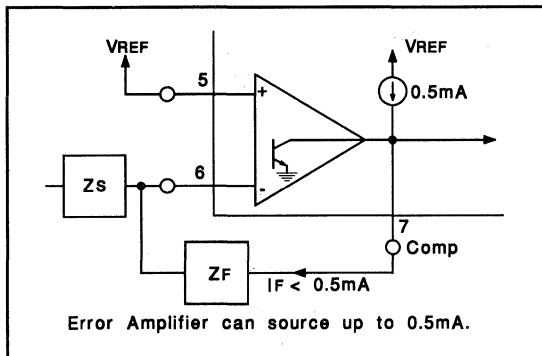 VREF
VREF
5
+
0.5mA
6
-
ZS
7
Comp
ZF
IF < 0.5mA
Error Amplifier can source up to 0.5mA.